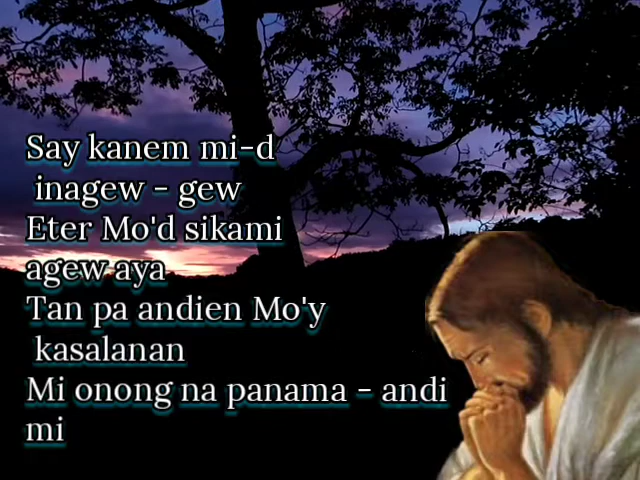 Say kanem mi-d
inagew - gew
Eter Mo'd sikami
agew aya
Tan pa andien Mo'y
kasalanan
Mi onong na panama - andi
mi